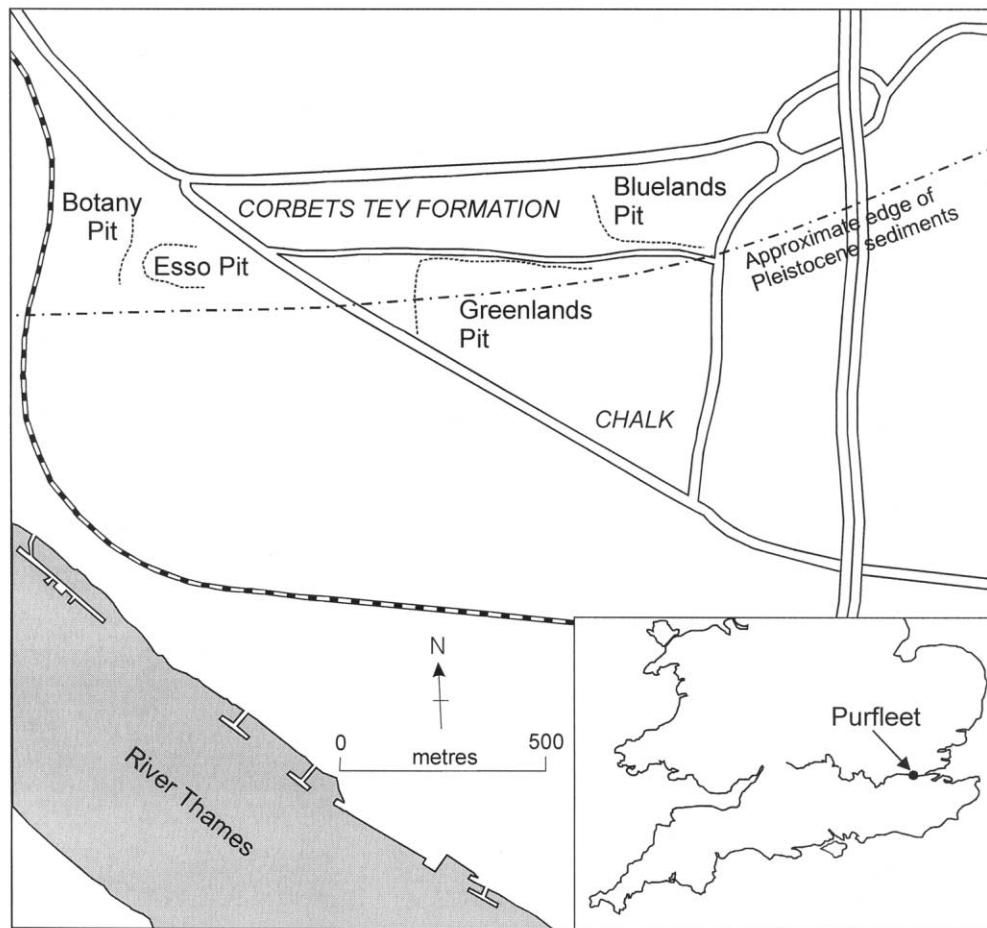 Botany
Pit
Esso Pit
CORBETS TEY FORMATION
Bluelands
Pit
Approximate edge of
Pleistocene sediments
Greenlands
Pit
CHALK
N
0 500
metres
River Thames
Purfleet